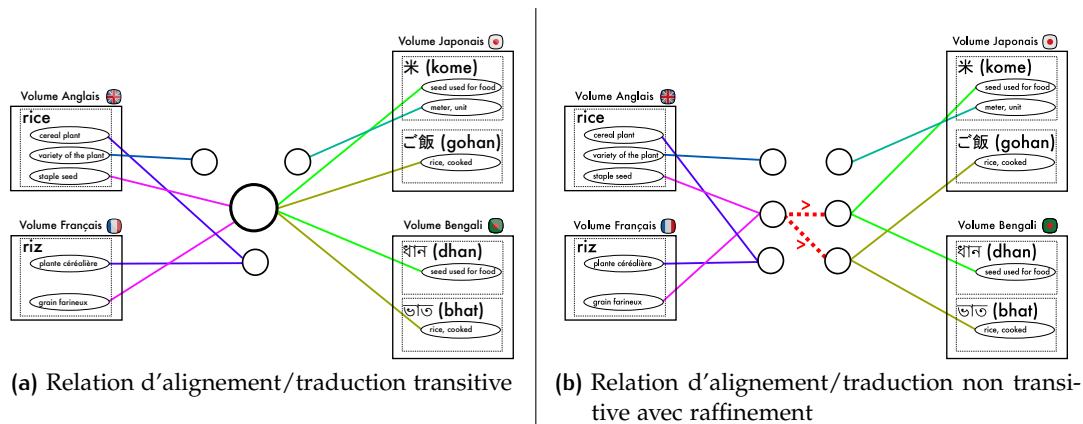 Volume Anglais
rice
cereal plant
variety of the plant
staple seed
Volume Français
riz
plante céréalière
grain farineux
Volume Japonais
米 (kome)
seed used for food
meter, unit
ご飯 (gohan)
rice, cooked
Volume Bengali
ধান (dhan)
seed used for food
ভাত (bhat)
rice, cooked
(a) Relation d'alignement/traduction transitive
Volume Anglais
rice
cereal plant
variety of the plant
staple seed
Volume Français
riz
plante céréalière
grain farineux
>
>
Volume Japonais
米 (kome)
seed used for food
meter, unit
ご飯 (gohan)
rice, cooked
Volume Bengali
ধান (dhan)
seed used for food
ভাত (bhat)
rice, cooked
(b) Relation d'alignement/traduction non transi-
tive avec raffinement